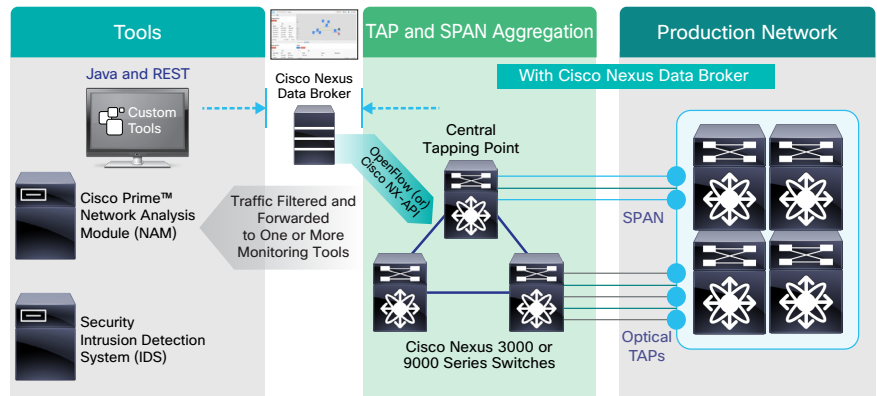 Tools
TAP and SPAN Aggregation
Production Network
Java and REST
Custom
Tools
Cisco Nexus
Data Broker
With Cisco Nexus Data Broker
Central
Tapping Point
OpenFlow (or)
Cisco NX-API
Cisco Prime™
Network Analysis
Module (NAM)
Traffic Filtered and
Forwarded
to One or More
Monitoring Tools
SPAN
Security
Intrusion Detection
System (IDS)
Cisco Nexus 3000 or
9000 Series Switches
Optical
TAPs